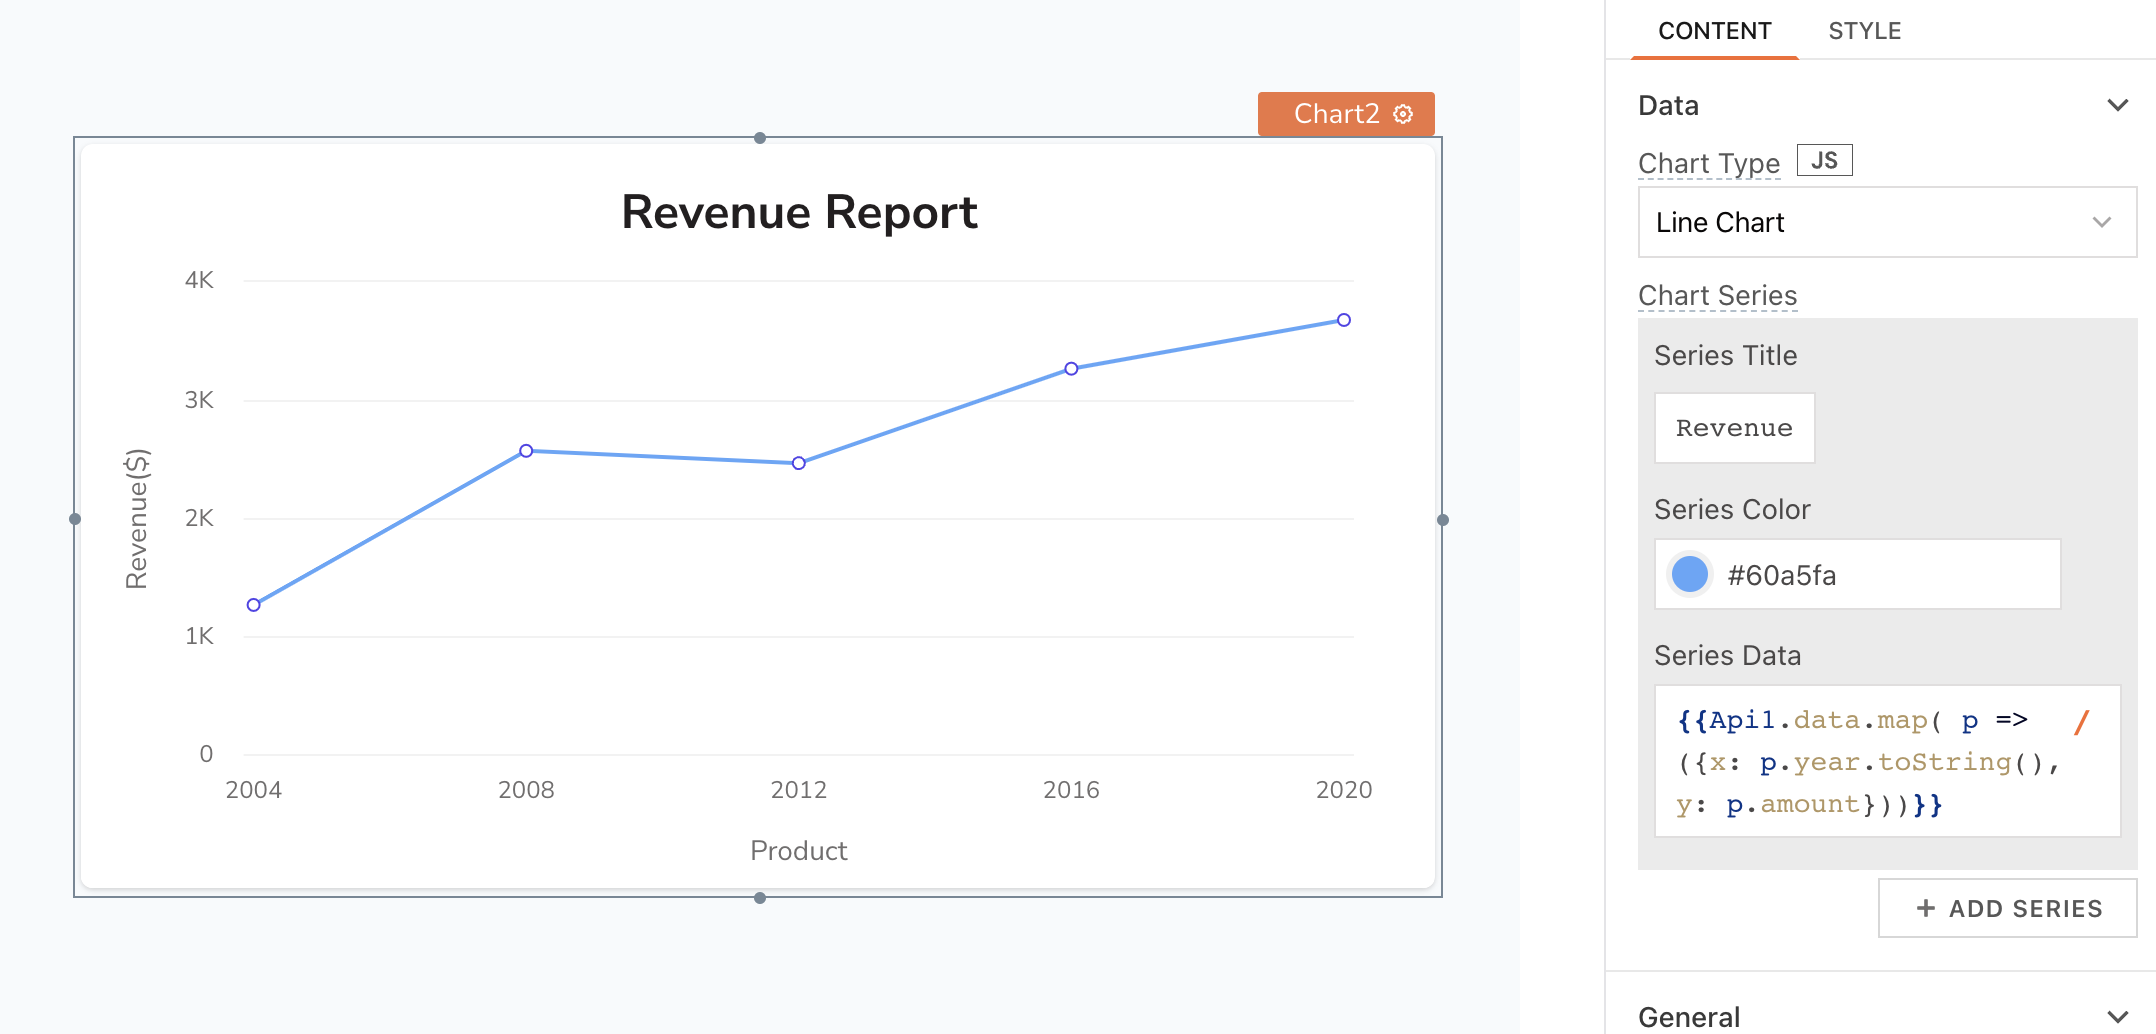 CONTENT STYLE
Data
Chart Type JS
Line Chart
Chart Series
Series Title
Revenue
Series Color
#60a5fa
Series Data
{{Api1.data.map( p => /
({x: p.year.toString(),
y: p.amount}))}}
+ ADD SERIES
General
Chart2
Revenue Report
4K
3K
2K
1K
0
Revenue($)
2004 2008 2012 2016 2020
Product